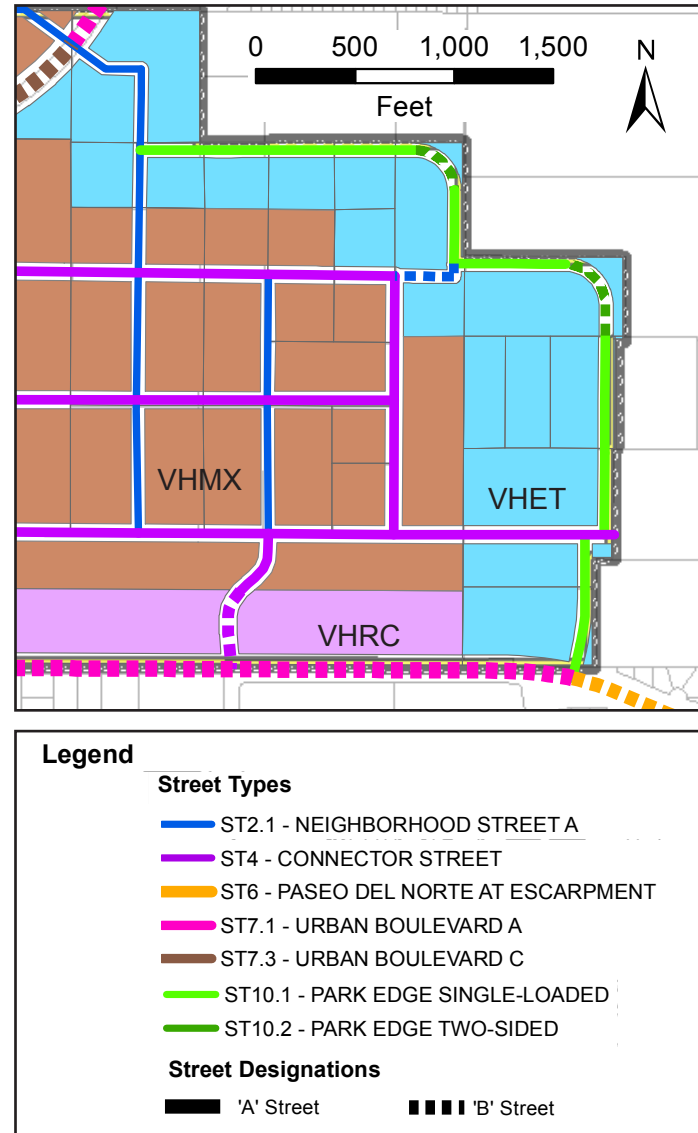 0 500 1,000 1,500
Feet
N
VHMX
VHET
VHRC
Legend
Street Types
ST2.1 - NEIGHBORHOOD STREET A
ST4 - CONNECTOR STREET
ST6 - PASEO DEL NORTE AT ESCARPMENT
ST7.1 - URBAN BOULEVARD A
ST7.3 - URBAN BOULEVARD C
ST10.1 - PARK EDGE SINGLE-LOADED
ST10.2 - PARK EDGE TWO-SIDED
Street Designations
'A' Street 'B' Street